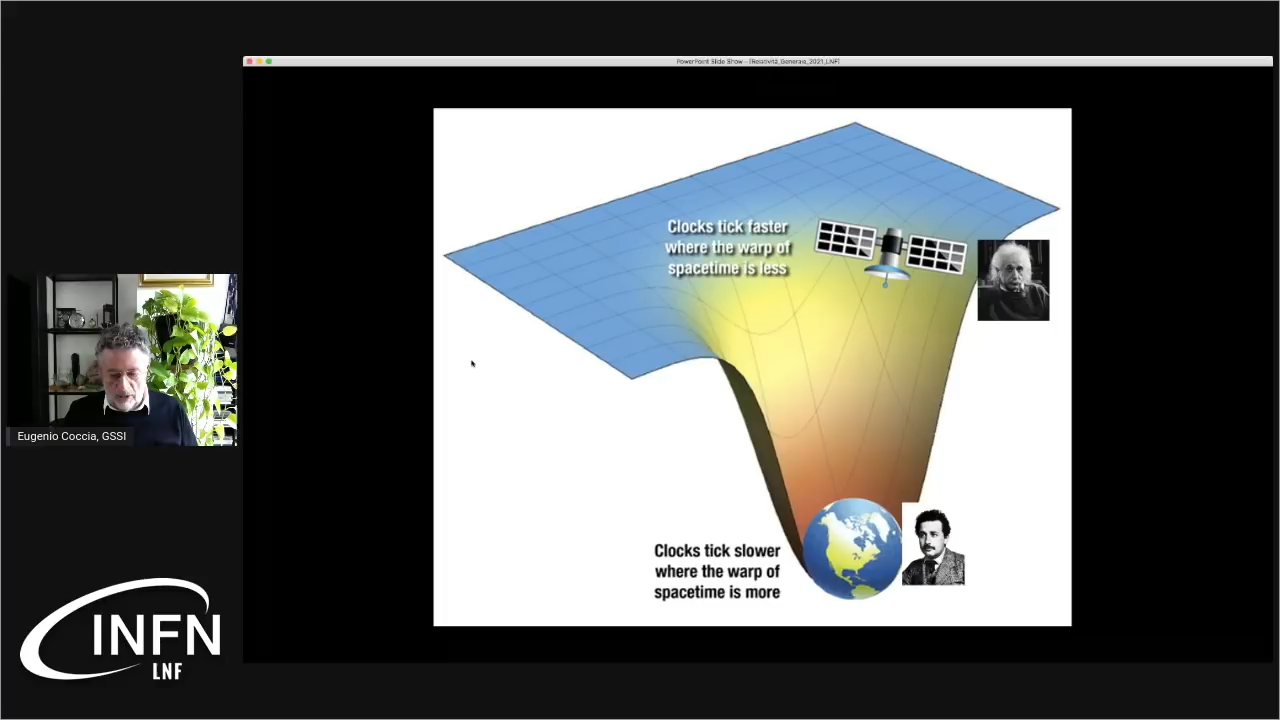 PowerPoint Slide Show - [Relatività_Generale_2021_LNF]
Clocks tick faster
where the warp of
spacetime is less
Eugenio Coccia, GSSI
Clocks tick slower
where the warp of
spacetime is more
INFN
LNF